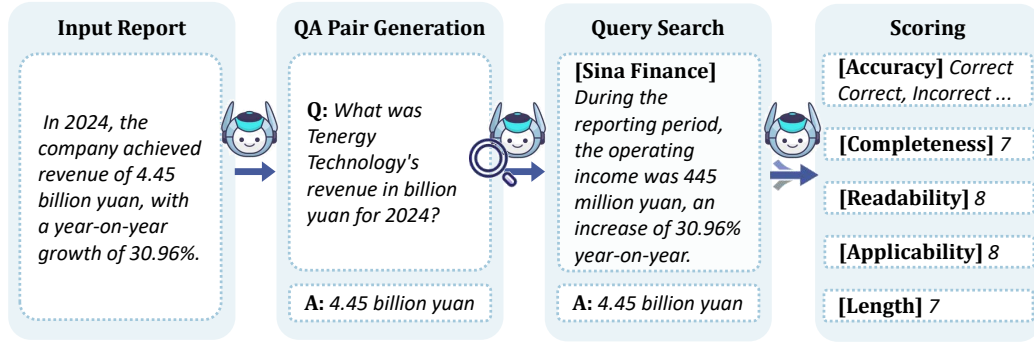 Input Report
In 2024, the
company achieved
revenue of 4.45
billion yuan, with
a year-on-year
growth of 30.96%.
QA Pair Generation
Q: What was
Tenergy
Technology's
revenue in billion
yuan for 2024?
A: 4.45 billion yuan
Query Search
[Sina Finance]
During the
reporting period,
the operating
income was 445
million yuan, an
increase of 30.96%
year-on-year.
A: 4.45 billion yuan
Scoring
[Accuracy] Correct
Correct, Incorrect ...
[Completeness] 7
[Readability] 8
[Applicability] 8
[Length] 7